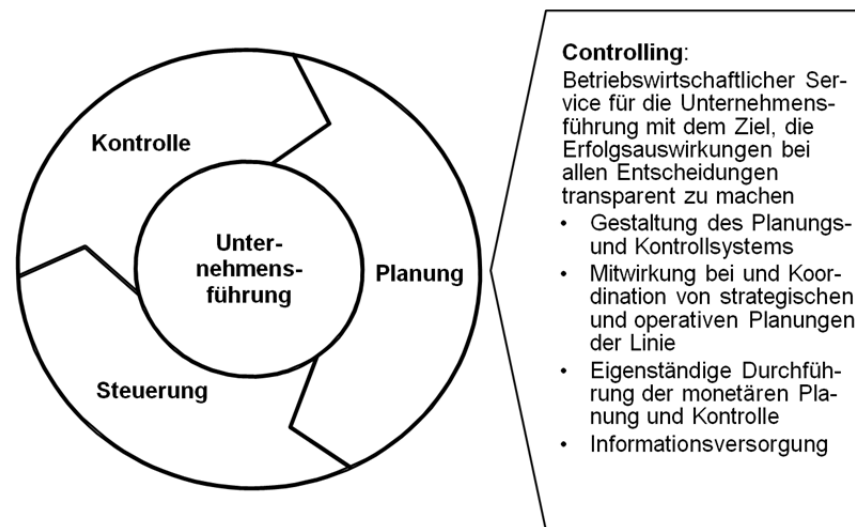 Kontrolle
Unter-
nehmens-
führung
Planung
Steuerung
Controlling:
Betriebswirtschaftlicher Ser-
vice für die Unternehmens-
führung mit dem Ziel, die
Erfolgsauswirkungen bei
allen Entscheidungen
transparent zu machen
• Gestaltung des Planungs-
und Kontrollsystems
• Mitwirkung bei und Koor-
dination von strategischen
und operativen Planungen
der Linie
• Eigenständige Durchfüh-
rung der monetären Pla-
nung und Kontrolle
• Informationsversorgung